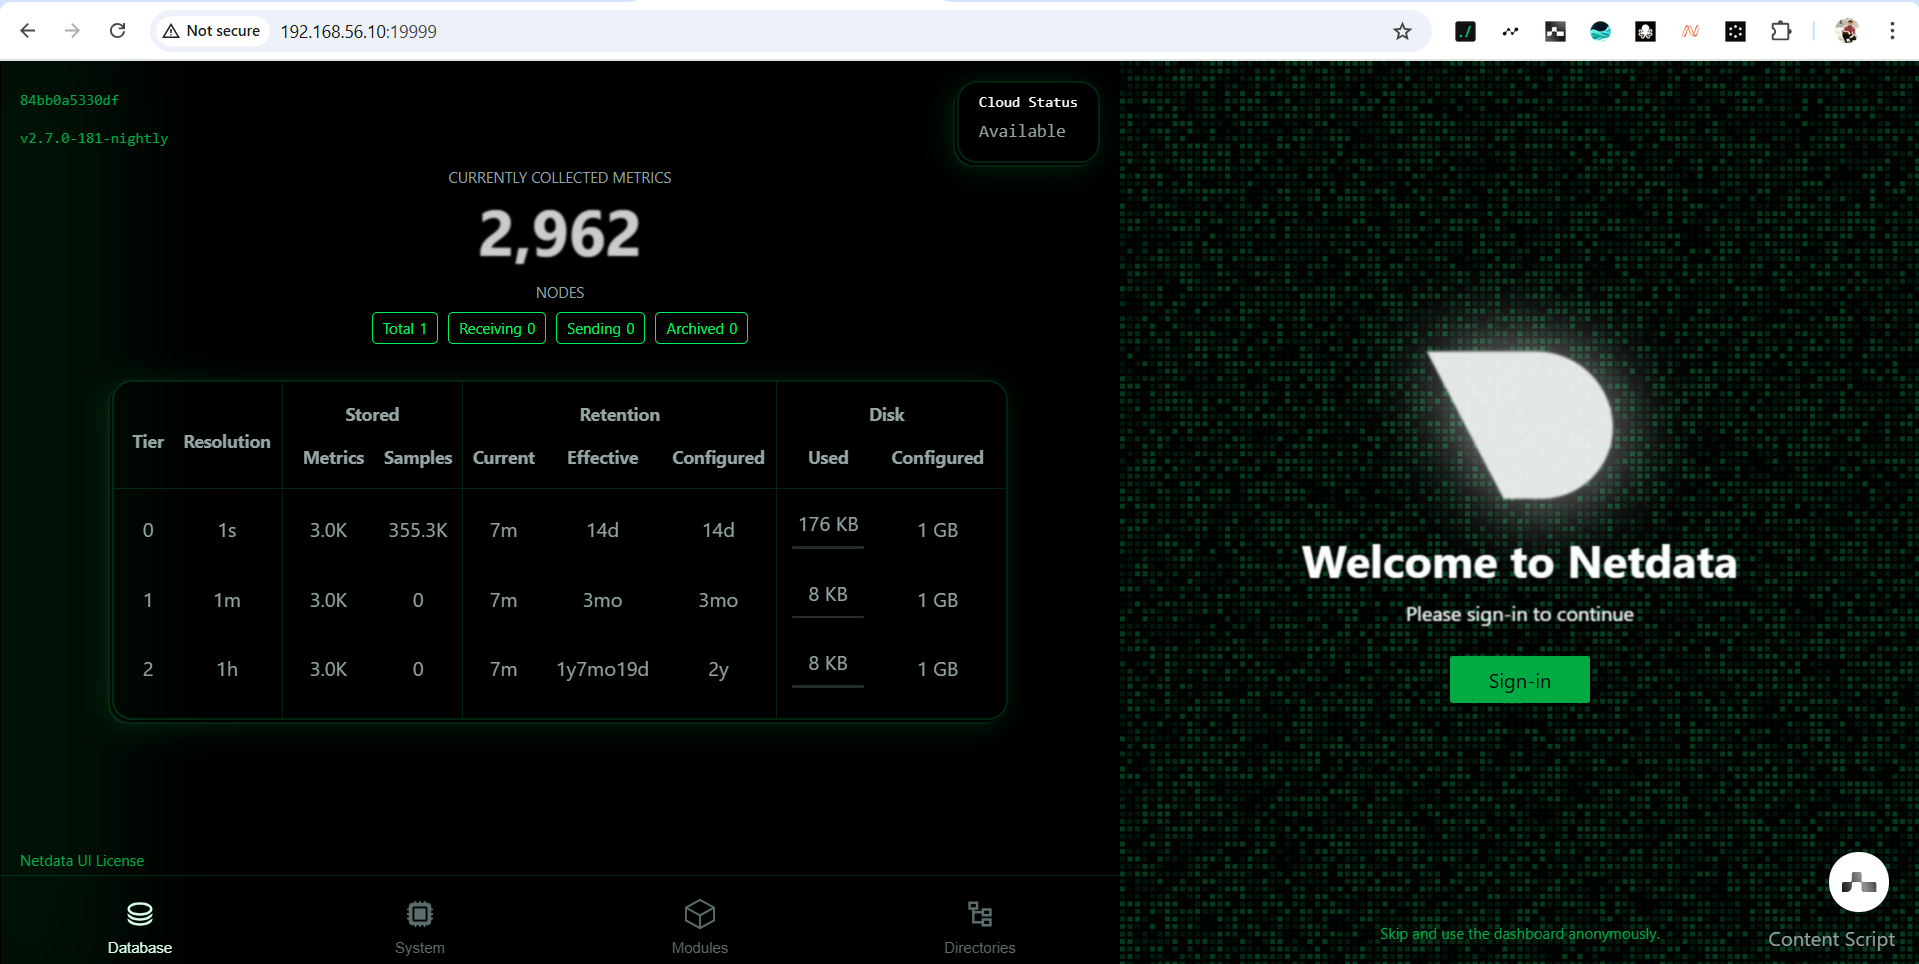 Not secure 192.168.56.10:19999
84bb0a5330df
v2.7.0-181-nightly
Cloud Status
Available
CURRENTLY COLLECTED METRICS
2,962
NODES
Total 1 Receiving 0 Sending 0 Archived 0
Stored Retention Disk
Tier Resolution
Metrics Samples Current Effective Configured Used Configured
0 1s 3.0K 355.3K 7m 14d 14d 176 KB 1 GB
1 1m 3.0K 0 7m 3mo 3mo 8 KB 1 GB
2 1h 3.0K 0 7m 1y7mo19d 2y 8 KB 1 GB
Netdata UI License
Database System Modules Directories
Welcome to Netdata
Please sign-in to continue
Sign-in
Skip and use the dashboard anonymously.
Content Script